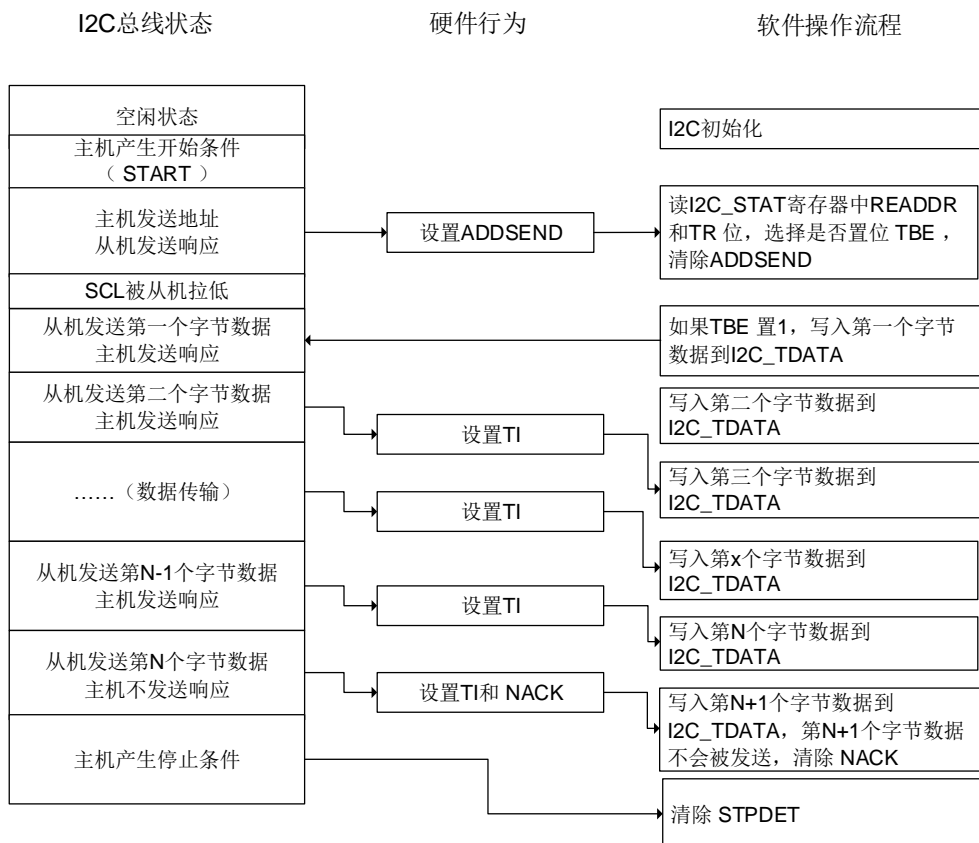 I2C总线状态
硬件行为
软件操作流程
空闲状态
I2C初始化
主机产生开始条件
（ START ）
主机发送地址
从机发送响应
设置ADDSEND
读I2C_STAT寄存器中READDR
和TR 位，选择是否置位 TBE ，
清除ADDSEND
SCL被从机拉低
从机发送第一个字节数据
主机发送响应
如果TBE 置1，写入第一个字节
数据到I2C_TDATA
从机发送第二个字节数据
主机发送响应
设置TI
写入第二个字节数据到
I2C_TDATA
写入第三个字节数据到
I2C_TDATA
……（数据传输）
设置TI
写入第x个字节数据到
I2C_TDATA
从机发送第N-1个字节数据
主机发送响应
设置TI
写入第N个字节数据到
I2C_TDATA
从机发送第N个字节数据
主机不发送响应
设置TI和 NACK
写入第N+1个字节数据到
I2C_TDATA，第N+1个字节数据
不会被发送，清除 NACK
主机产生停止条件
清除 STPDET